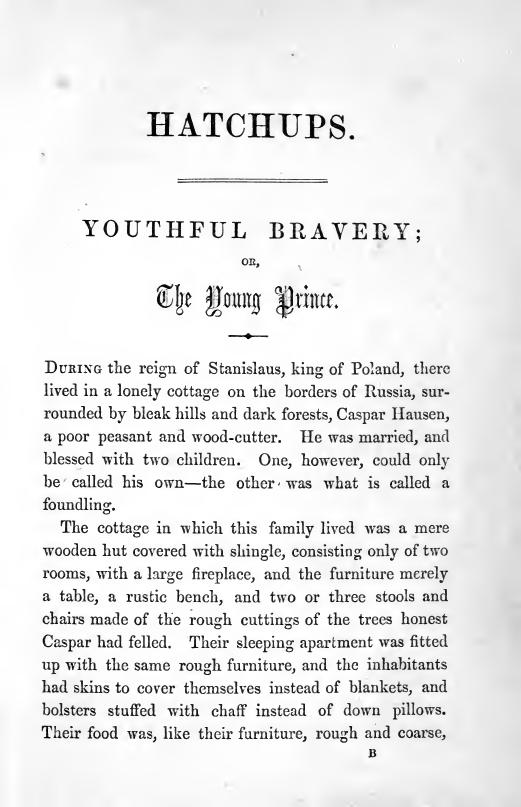 HATCHUPS.
YOUTHFUL BRAVERY;
OR,
The Young Prince.
DURING the reign of Stanislaus, king of Poland, there
lived in a lonely cottage on the borders of Russia, sur-
rounded by bleak hills and dark forests, Caspar Hausen,
a poor peasant and wood-cutter. He was married, and
blessed with two children. One, however, could only
be called his own—the other was what is called a
foundling.
The cottage in which this family lived was a mere
wooden hut covered with shingle, consisting only of two
rooms, with a large fireplace, and the furniture merely
a table, a rustic bench, and two or three stools and
chairs made of the rough cuttings of the trees honest
Caspar had felled. Their sleeping apartment was fitted
up with the same rough furniture, and the inhabitants
had skins to cover themselves instead of blankets, and
bolsters stuffed with chaff instead of down pillows.
Their food was, like their furniture, rough and coarse,
B